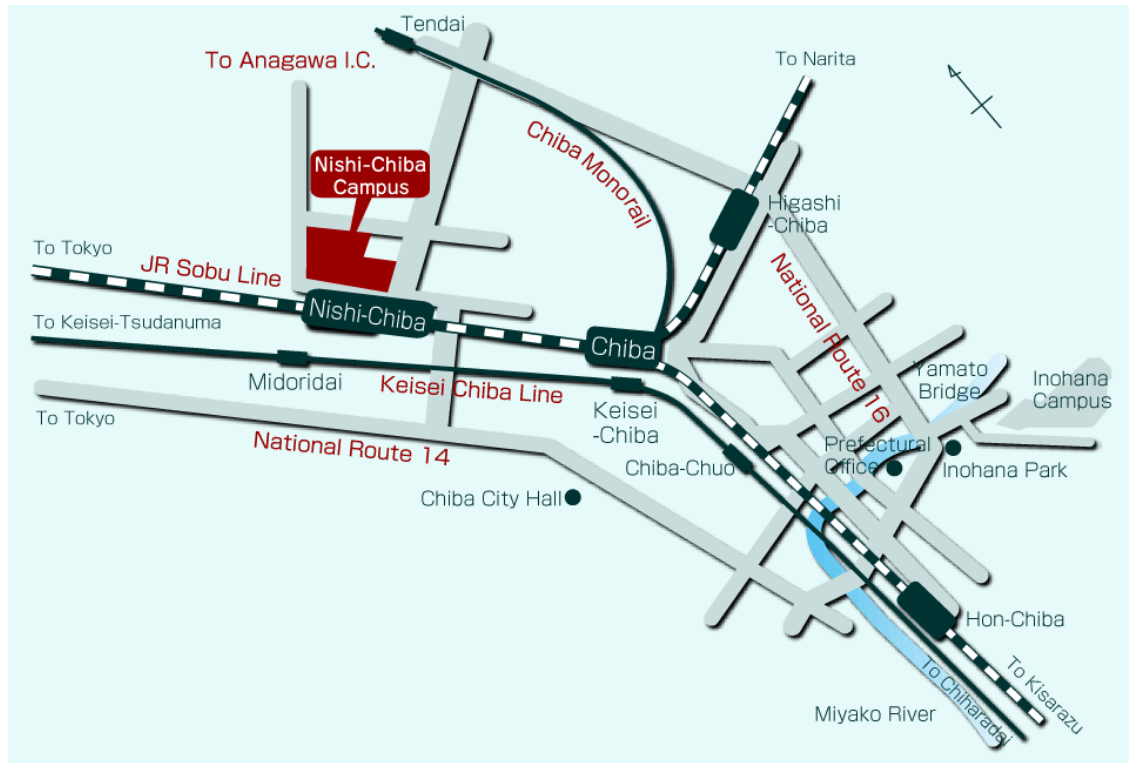 Tendai
To Anagawa I.C.
To Narita
Chiba Monorail
Nishi-Chiba
Campus
Higashi
-Chiba
To Tokyo
JR Sobu Line
National Route 16
Nishi-Chiba
To Keisei-Tsudanuma
Chiba
Midoridai
Keisei Chiba Line
Yamato
Bridge
Inohana
Campus
To Tokyo
Keisei
-Chiba
National Route 14
Prefectural
Office
Chiba-Chuo
Inohana Park
Chiba City Hall
Hon-Chiba
To Kisarazu
To Chiharadai
Miyako River